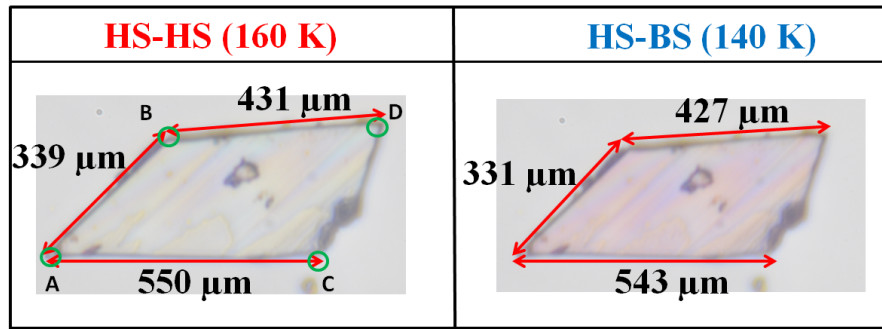 HS-HS (160 K)
HS-BS (140 K)
B
431 μm
D
339 μm
A
550 μm
C
427 μm
331 μm
543 μm